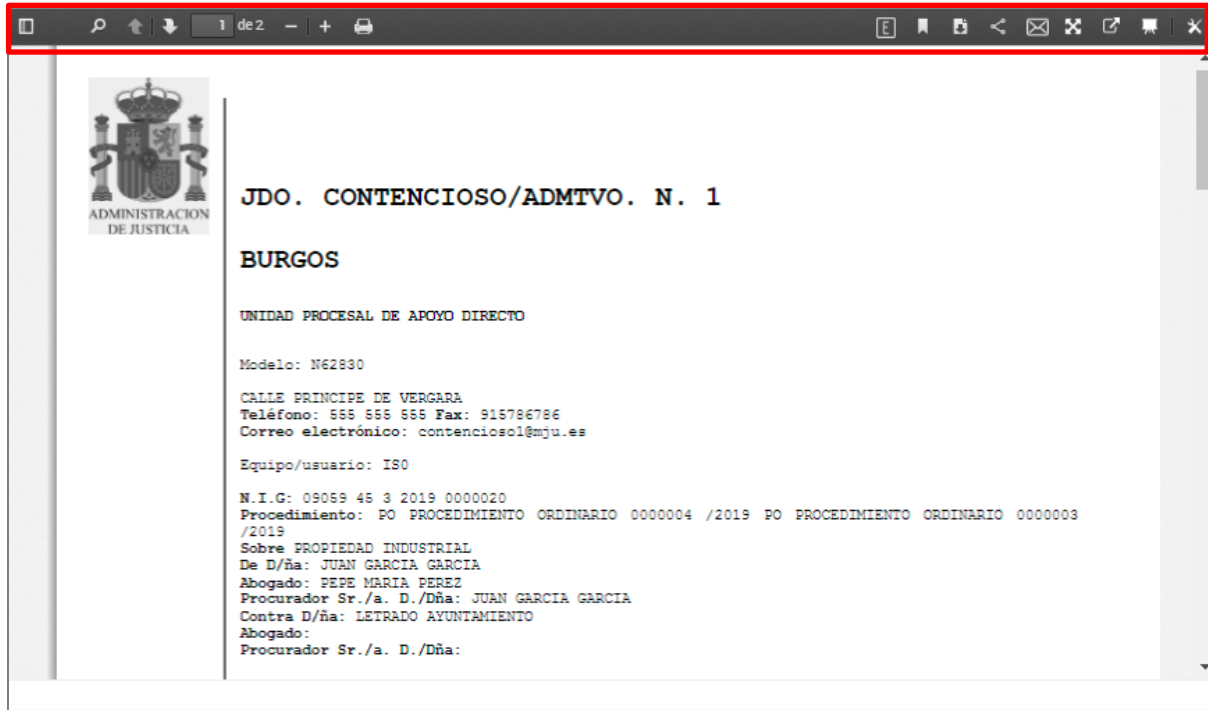 1 de 2
E
ADMINISTRACION
DE JUSTICIA
JDO. CONTENCIOSO/ADMTVO. N. 1
BURGOS
UNIDAD PROCESAL DE APOYO DIRECTO
Modelo: N62830
CALLE PRINCIPE DE VERGARA
Teléfono: 555 555 555 Fax: 915786786
Correo electrónico: contencioso1@mju.es
Equipo/usuario: IS0
N.I.G: 09059 45 3 2019 0000020
Procedimiento: PO PROCEDIMIENTO ORDINARIO 0000004 /2019 PO PROCEDIMIENTO ORDINARIO 0000003
/2019
Sobre PROPIEDAD INDUSTRIAL
De D/ña: JUAN GARCIA GARCIA
Abogado: PEPE MARIA PEREZ
Procurador Sr./a. D./Dña: JUAN GARCIA GARCIA
Contra D/ña: LETRADO AYUNTAMIENTO
Abogado:
Procurador Sr./a. D./Dña: